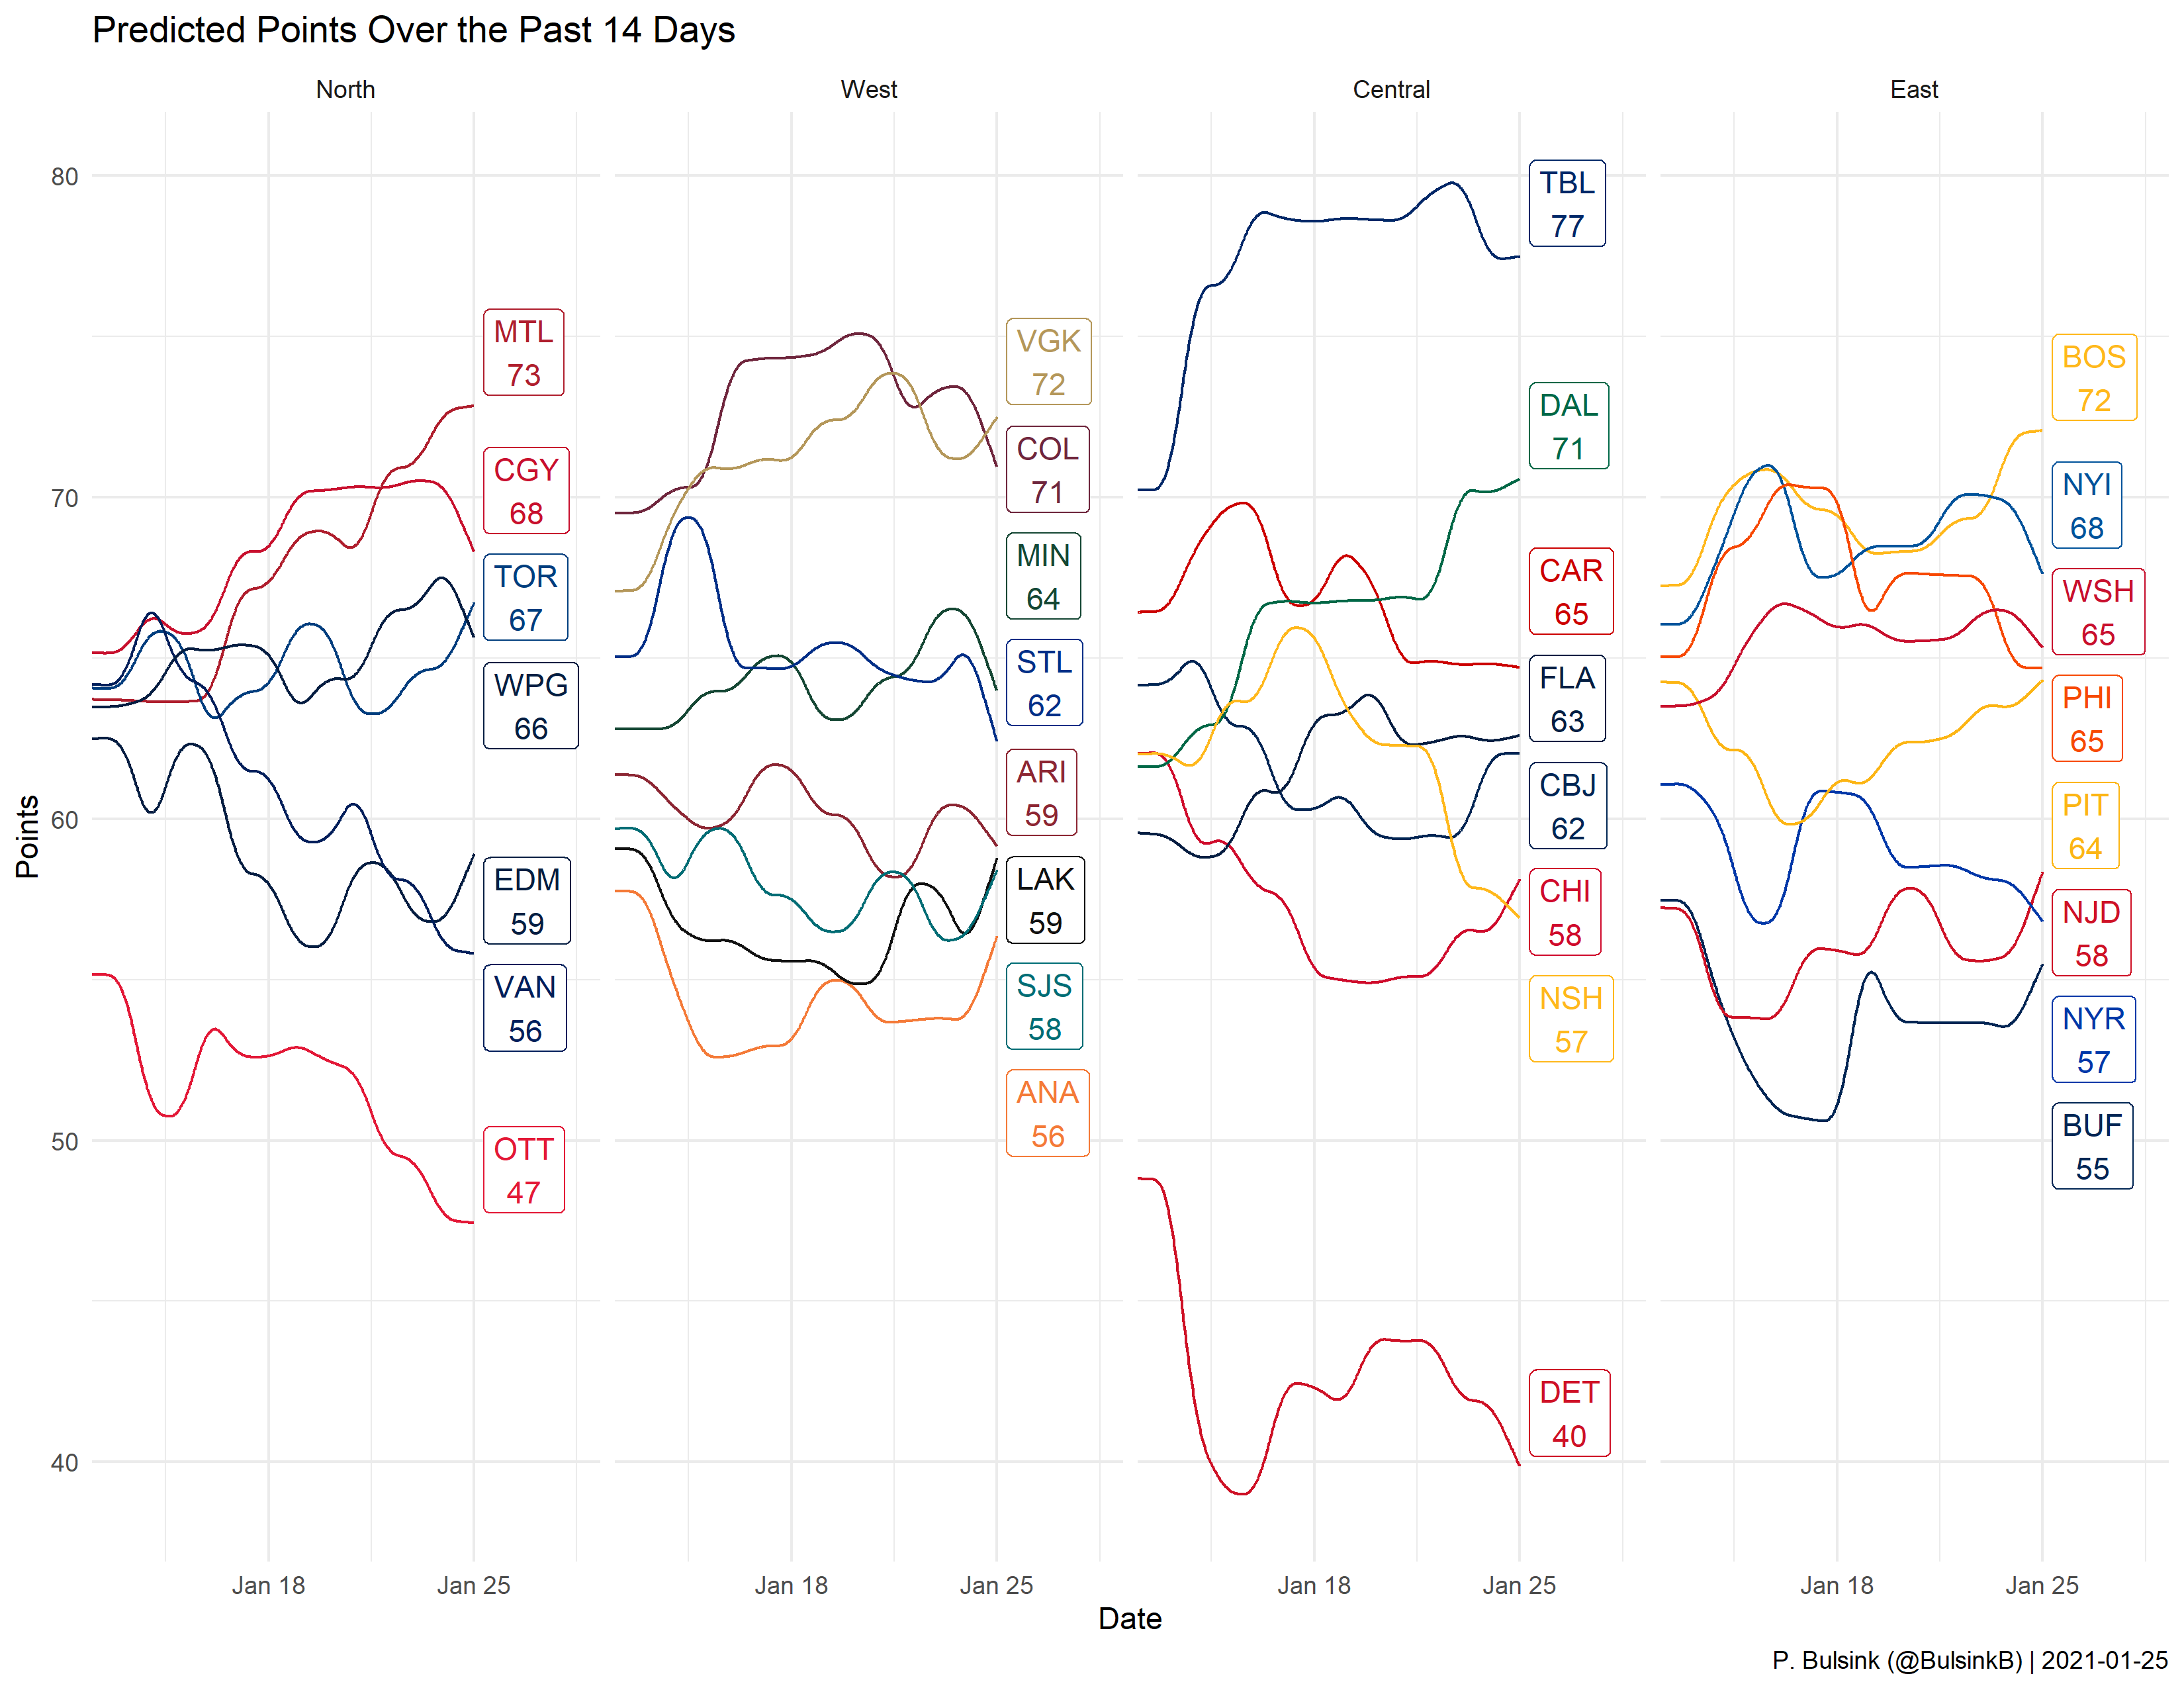 Predicted Points Over the Past 14 Days
North
West
Central
East
80
70
60
50
40
Points
MTL
73
CGY
68
TOR
67
WPG
66
EDM
59
VAN
56
OTT
47
VGK
72
COL
71
MIN
64
STL
62
ARI
59
LAK
59
SJS
58
ANA
56
TBL
77
DAL
71
CAR
65
FLA
63
CBJ
62
CHI
58
NSH
57
DET
40
BOS
72
NYI
68
WSH
65
PHI
65
PIT
64
NJD
58
NYR
57
BUF
55
Jan 18 Jan 25
Jan 18 Jan 25
Jan 18 Jan 25
Jan 18 Jan 25
Date
P. Bulsink (@BulsinkB) | 2021-01-25